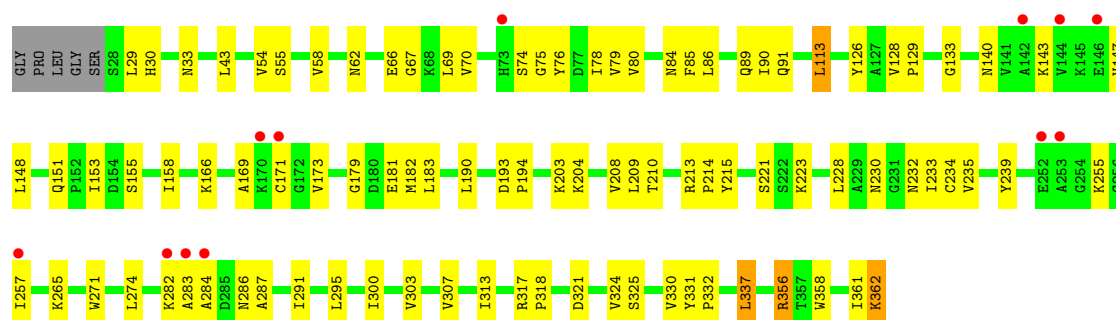 GLY PRO LEU GLY SER S28 L29 H30 N33 L43 V54 S55 V58 N62 E66 G67 K68 L69 V70 H73 S74 G75 Y76 D77 I78 V79 V80 N84 F85 L86 Q89 I90 Q91 L113 Y126 A127 V128 P129 G133 N140 V141 A142 K143 V144 K145 E146
L148 Q151 P152 I153 D154 S155 I158 K166 A169 K170 C171 G172 V173 G179 D180 E181 M182 L183 L190 D193 P194 K203 K204 V208 L209 T210 R213 P214 Y215 S221 S222 K223 L228 A229 N230 G231 N232 I233 C234 V235 Y239 E252 A253 G254 K255
I257 K265 W271 L274 K282 A283 A284 D285 N286 A287 I291 L295 I300 V303 V307 I313 R317 P318 D321 V324 S325 V330 Y331 P332 L337 R356 T357 W358 I361 K362